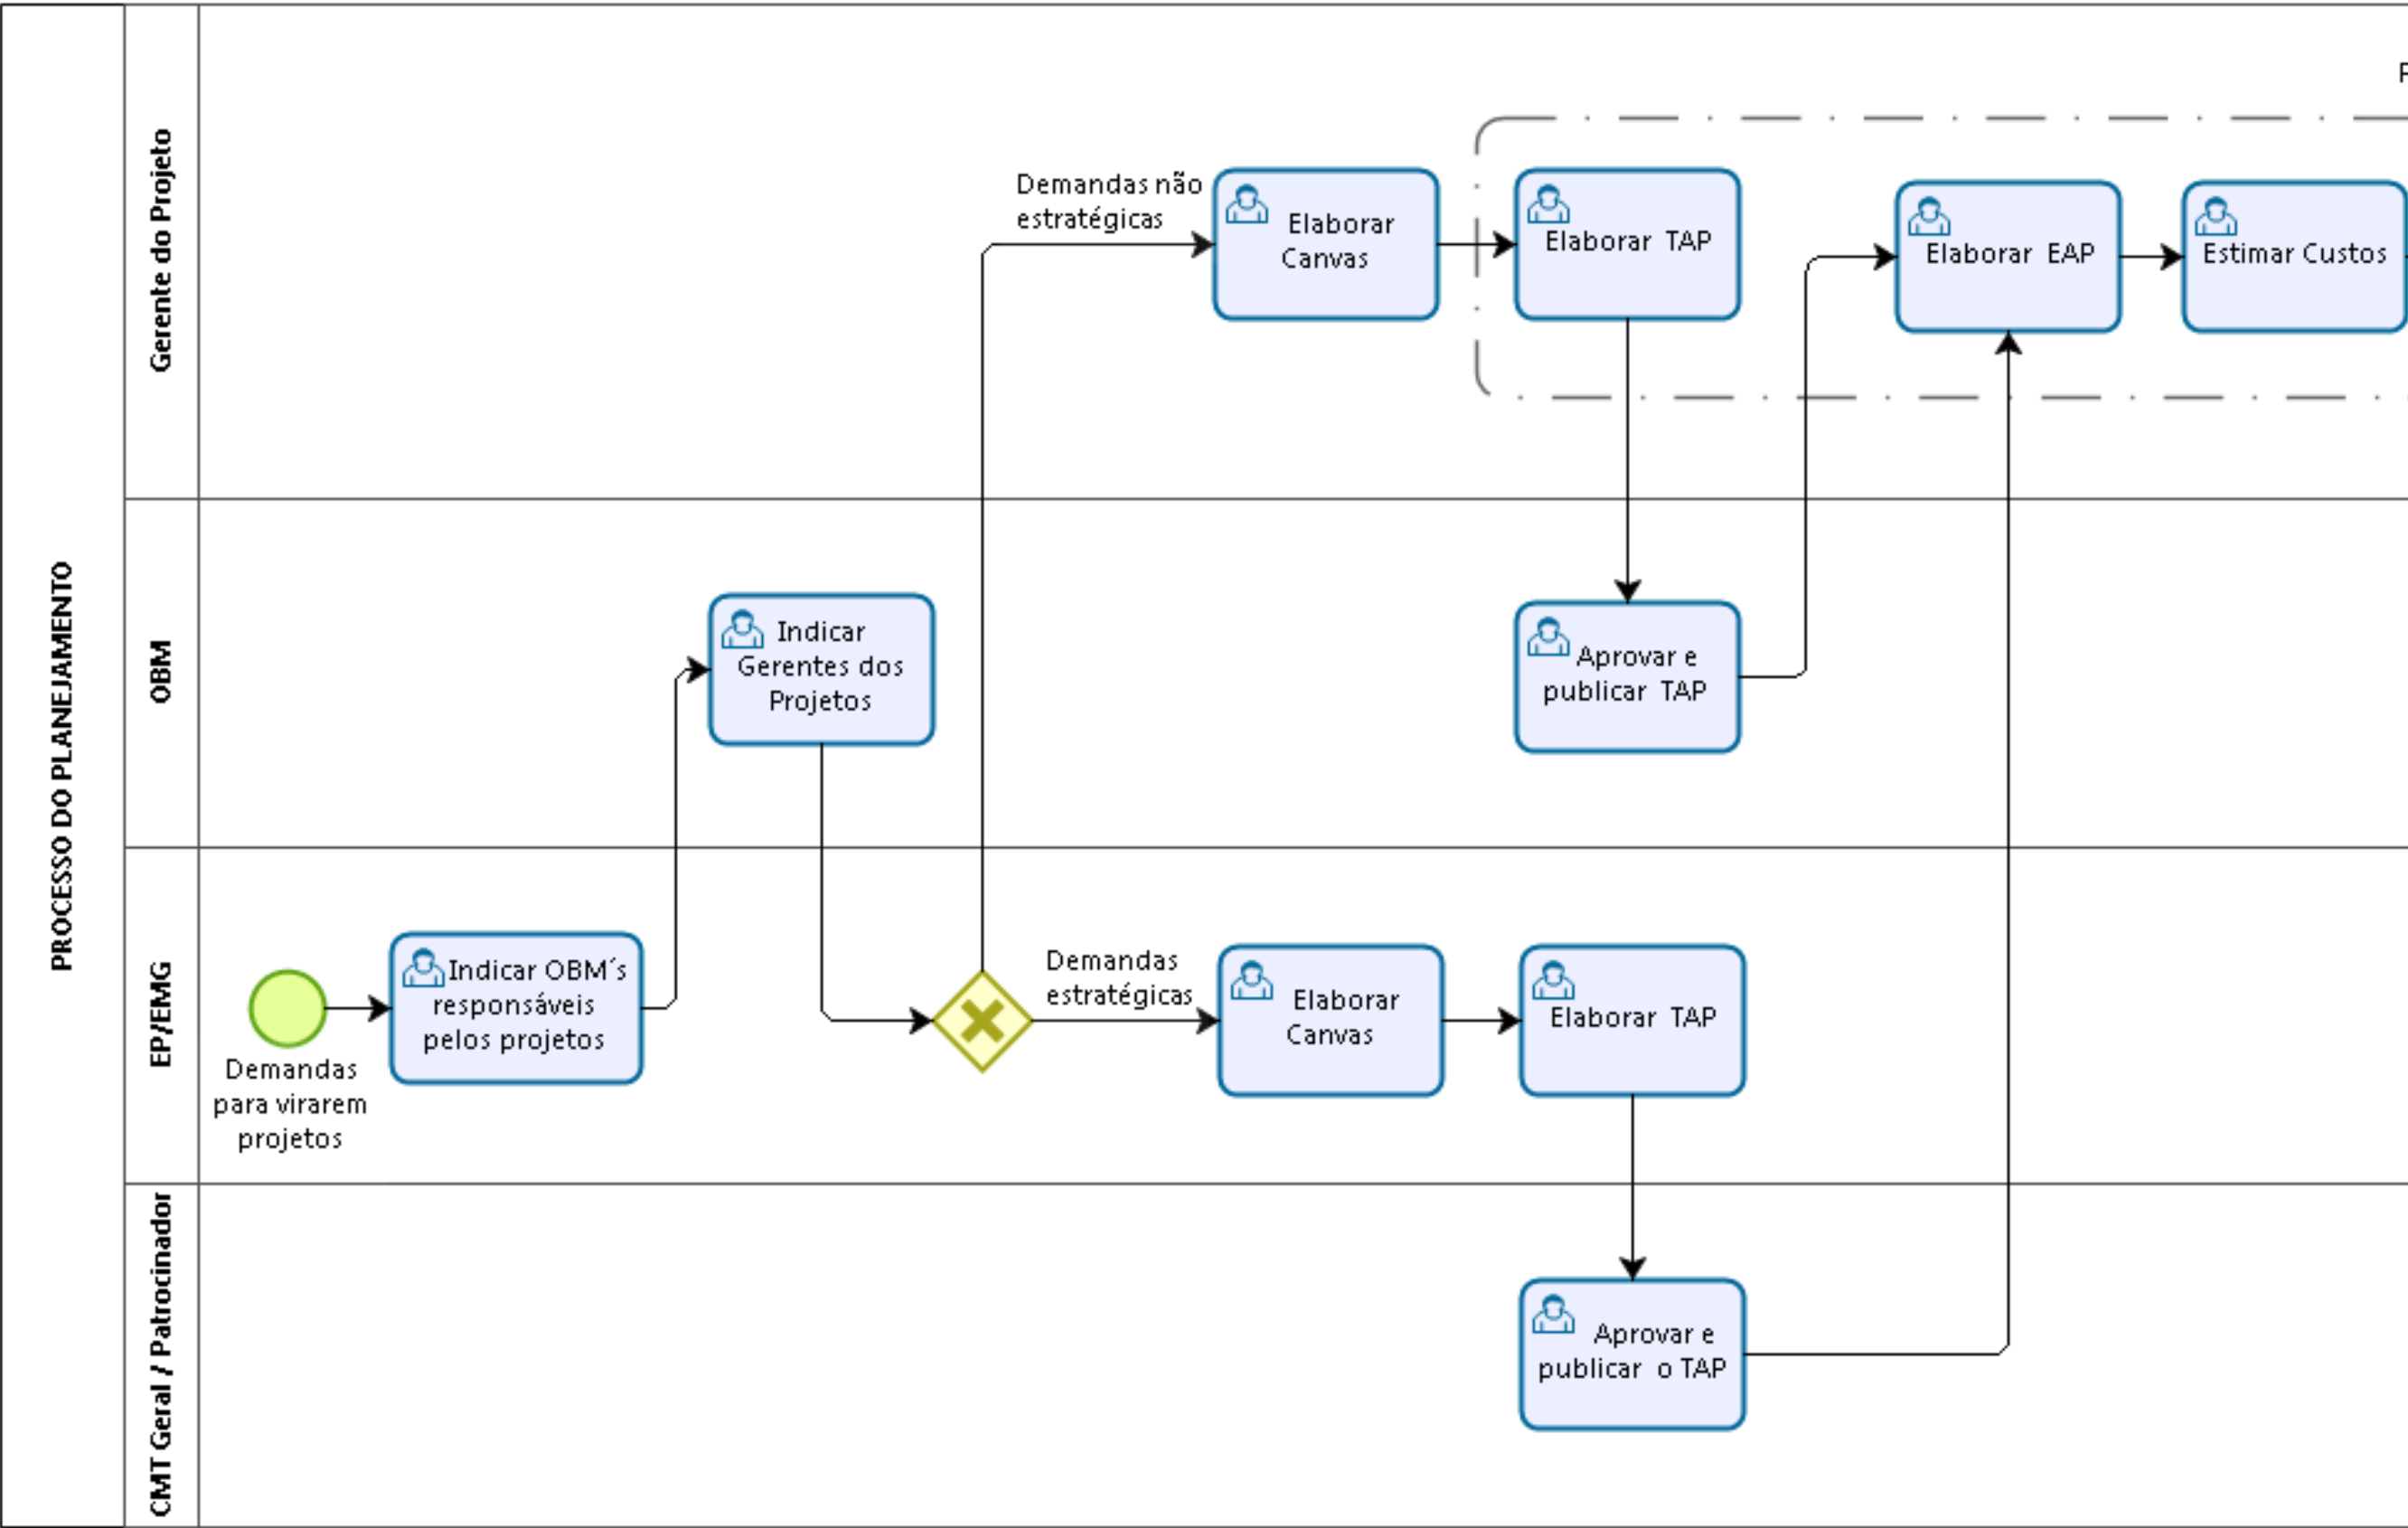 PROCESSO DO PLANEJAMENTO
Gerente do Projeto
Demandas não
estratégicas
Elaborar
Canvas
Elaborar TAP
Elaborar EAP
Estimar Custos
OBM
Indicar
Gerentes dos
Projetos
Aprovar e
publicar TAP
EP/EMG
Demandas
para virarem
projetos
Indicar OBM´s
responsáveis
pelos projetos
Demandas
estratégicas
Elaborar
Canvas
Elaborar TAP
CMT Geral / Patrocinador
Aprovar e
publicar o TAP